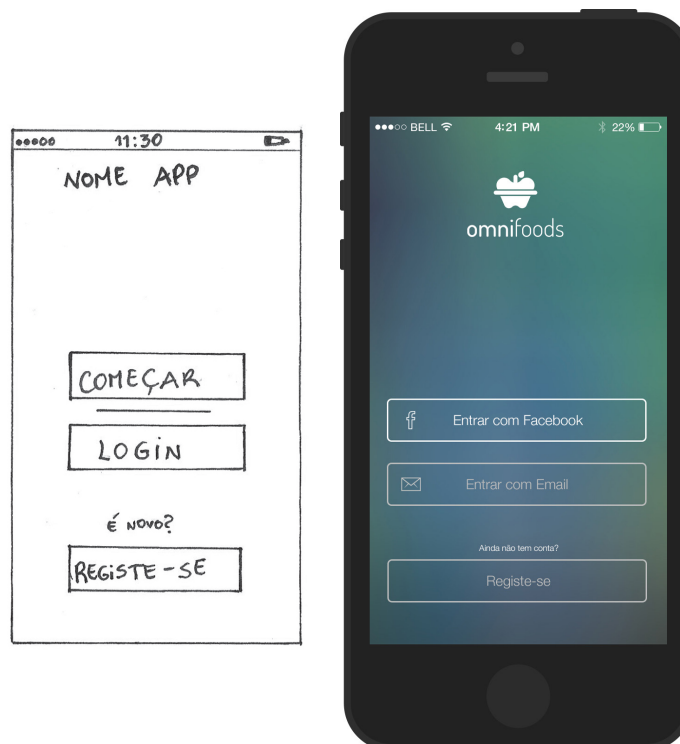 11:30
NOME APP
COMEÇAR
LOGIN
É NOVO?
REGISTE-SE
BELL 4:21 PM 22%
omnifoods
Entrar com Facebook
Entrar com Email
Ainda não tem conta?
Registe-se